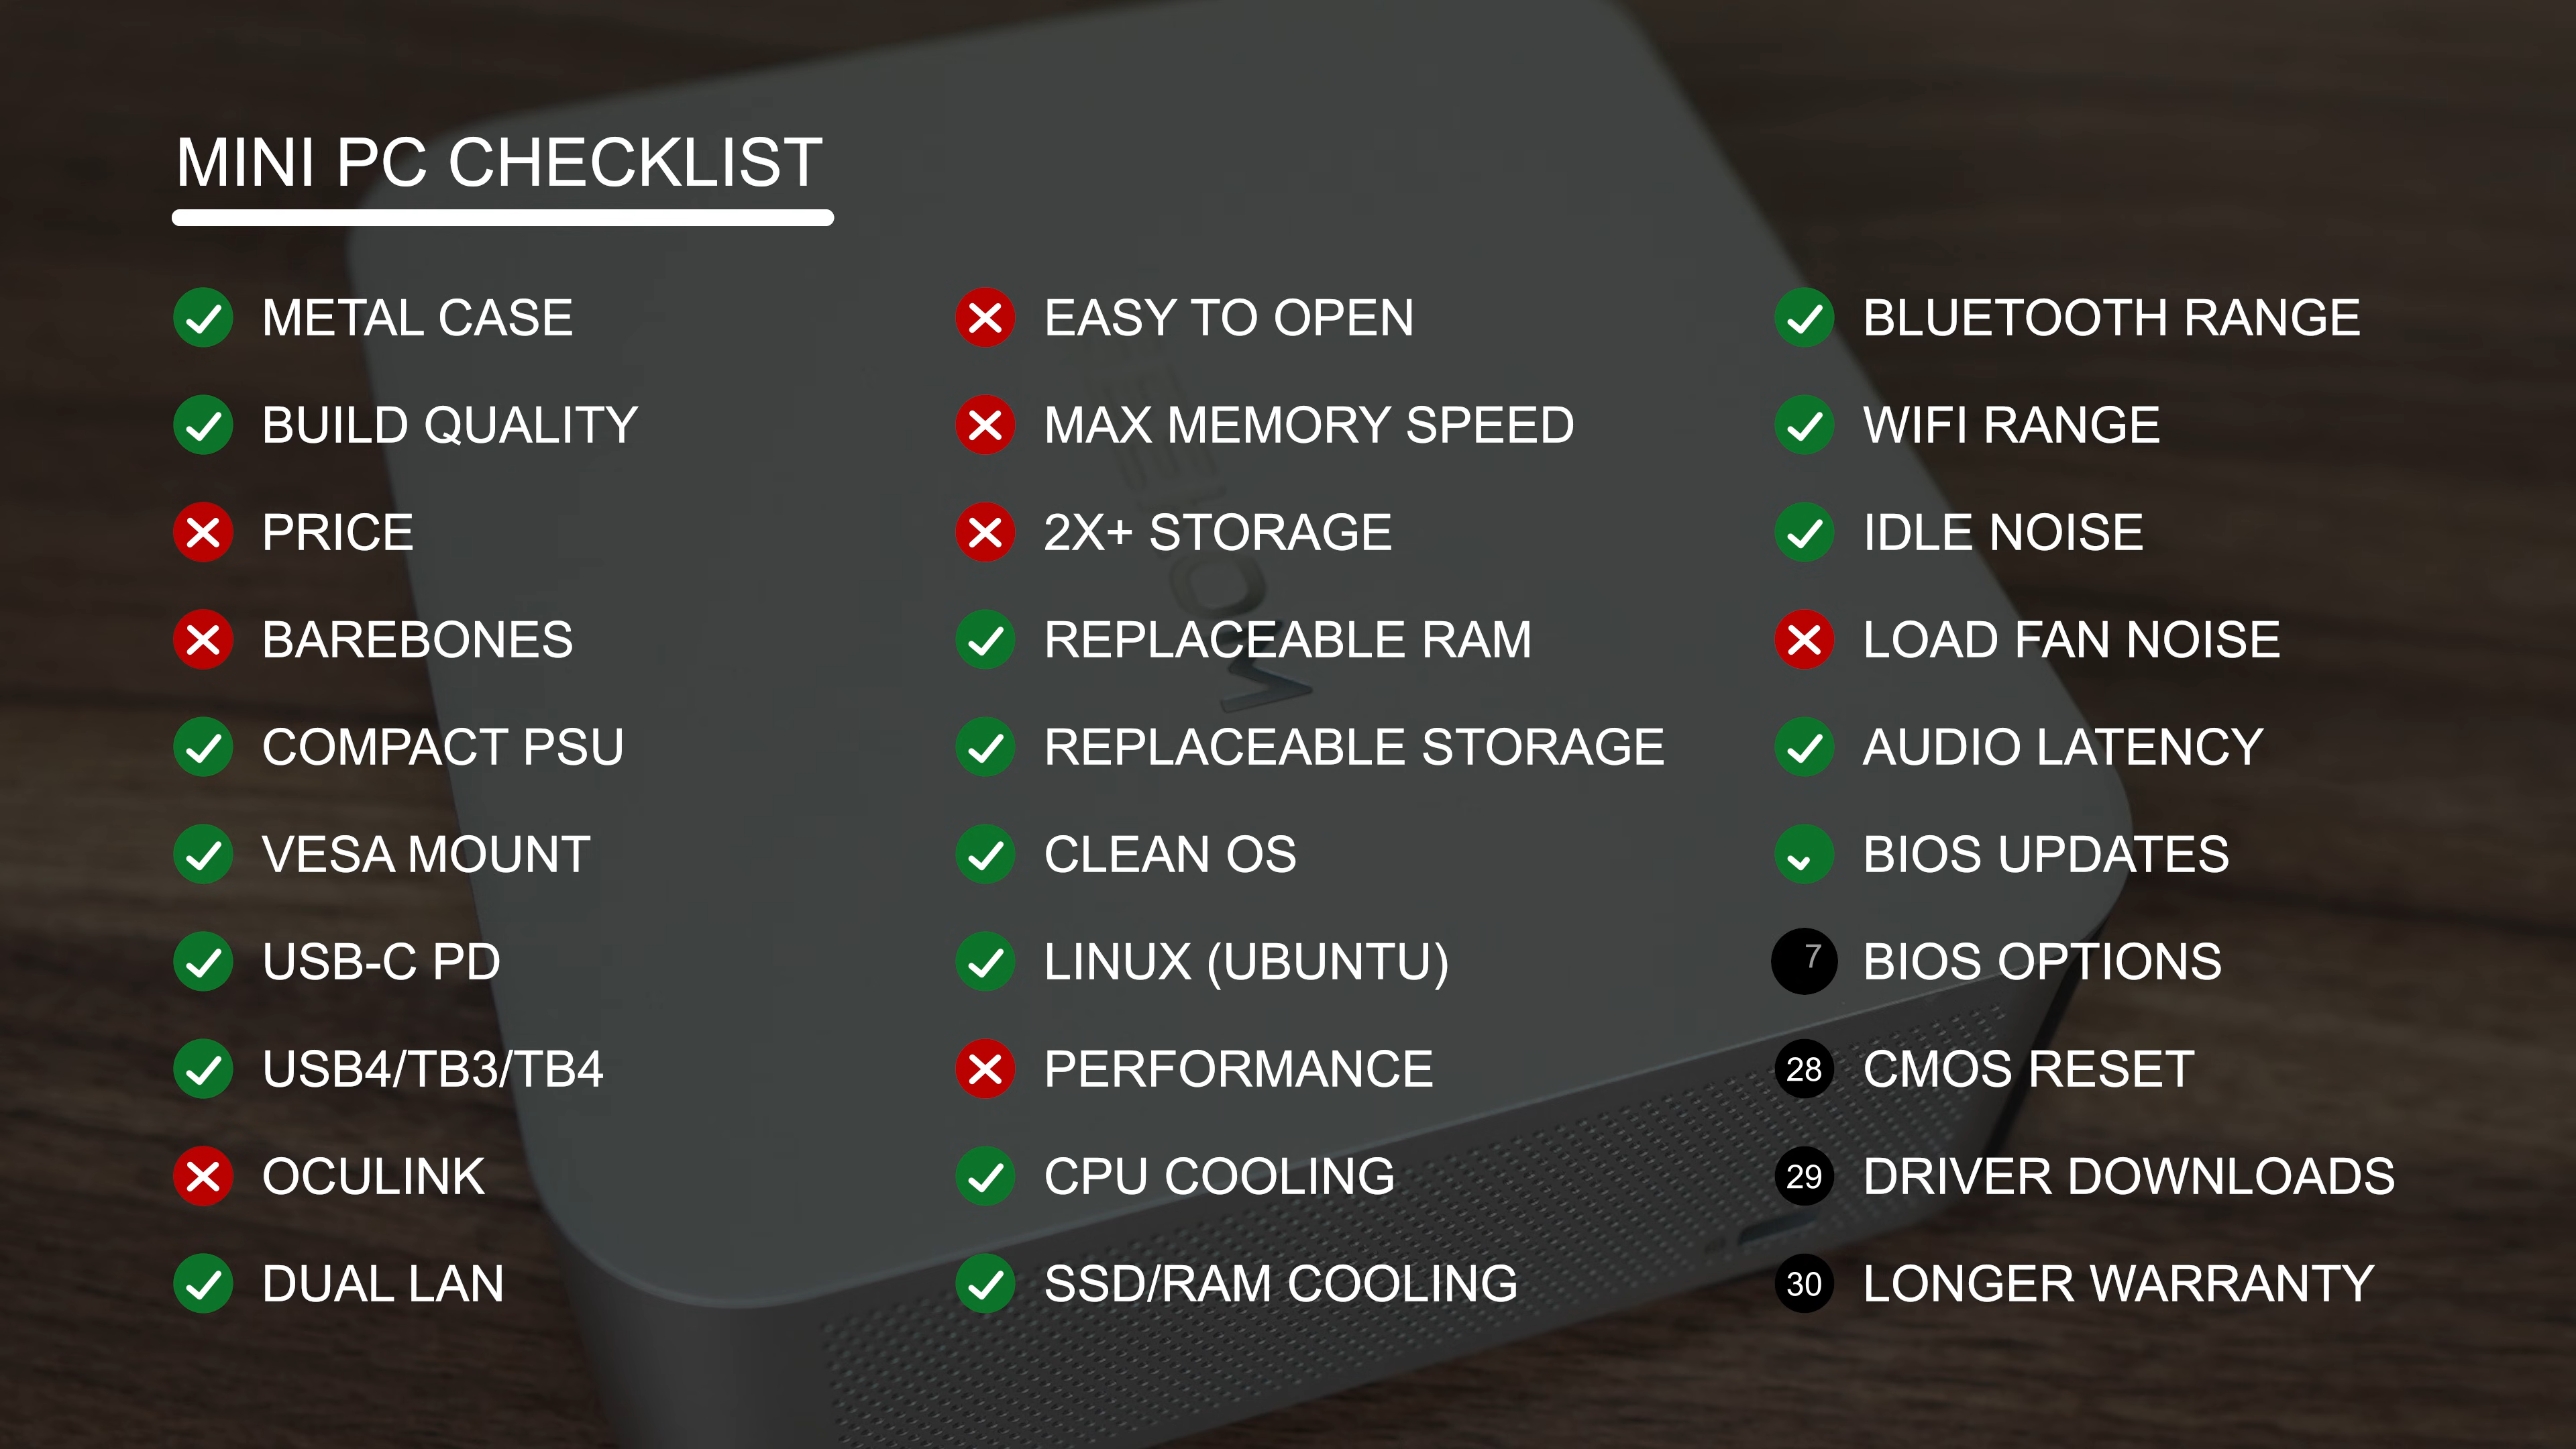 MINI PC CHECKLIST
METAL CASE
BUILD QUALITY
PRICE
BAREBONES
COMPACT PSU
VESA MOUNT
USB-C PD
USB4/TB3/TB4
OCULINK
DUAL LAN
EASY TO OPEN
MAX MEMORY SPEED
2X+ STORAGE
REPLACEABLE RAM
REPLACEABLE STORAGE
CLEAN OS
LINUX (UBUNTU)
PERFORMANCE
CPU COOLING
SSD/RAM COOLING
BLUETOOTH RANGE
WIFI RANGE
IDLE NOISE
LOAD FAN NOISE
AUDIO LATENCY
BIOS UPDATES
7 BIOS OPTIONS
28 CMOS RESET
29 DRIVER DOWNLOADS
30 LONGER WARRANTY